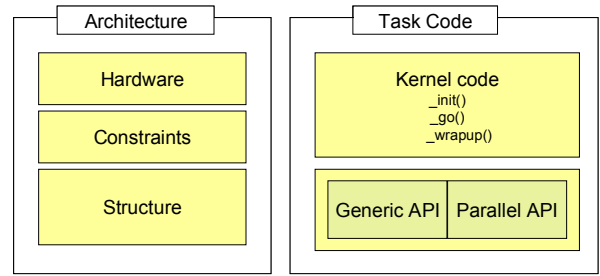 Architecture
Hardware
Constraints
Structure
Task Code
Kernel code
_init()
_go()
_wrapup()
Generic API
Parallel API